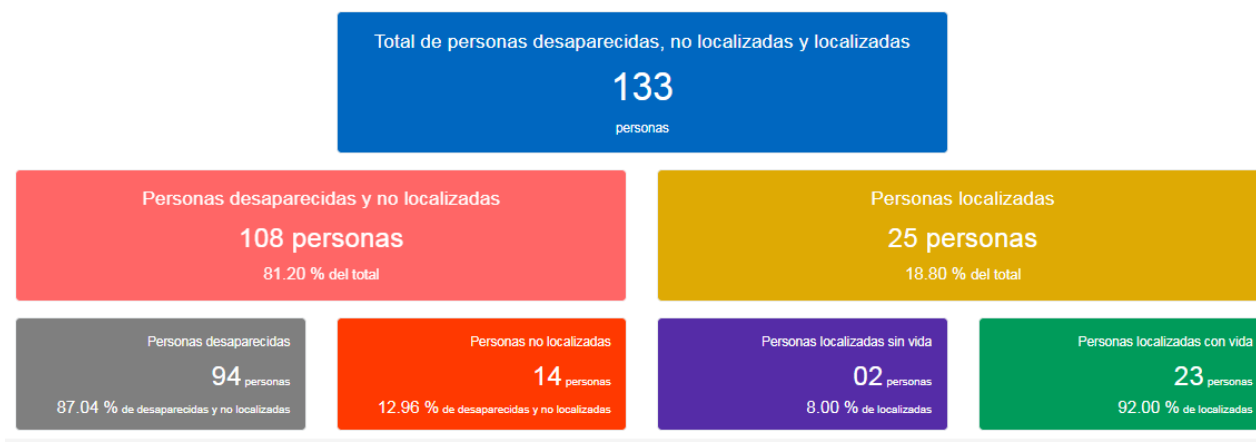 Total de personas desaparecidas, no localizadas y localizadas
133
personas
Personas desaparecidas y no localizadas
108 personas
81.20 % del total
Personas localizadas
25 personas
18.80 % del total
Personas desaparecidas
94 personas
87.04 % de desaparecidas y no localizadas
Personas no localizadas
14 personas
12.96 % de desaparecidas y no localizadas
Personas localizadas sin vida
02 personas
8.00 % de localizadas
Personas localizadas con vida
23 personas
92.00 % de localizadas